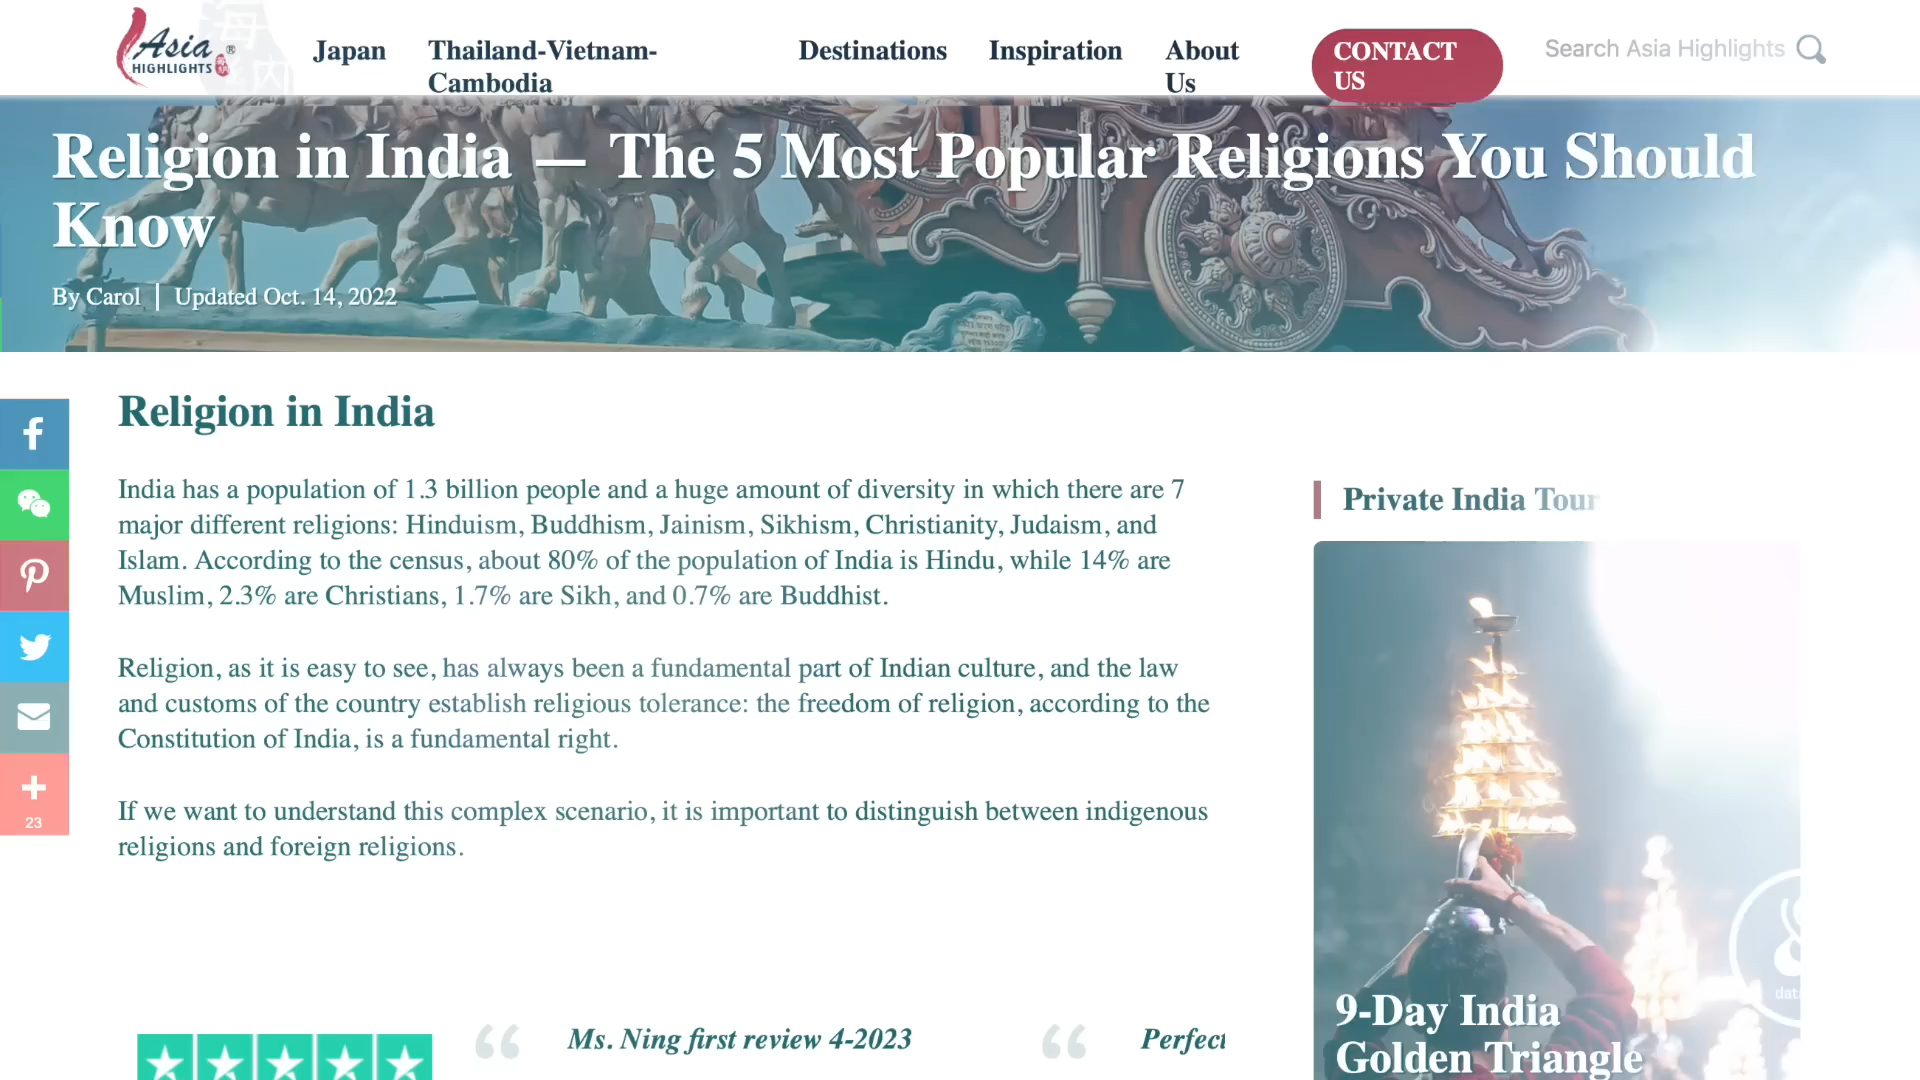 Asia
HIGHLIGHTS
®
Japan
Thailand-Vietnam-
Cambodia
Destinations
Inspiration
About
Us
CONTACT
US
Search Asia Highlights
Religion in India — The 5 Most Popular Religions You Should
Know
By Carol | Updated Oct. 14, 2022
Religion in India
India has a population of 1.3 billion people and a huge amount of diversity in which there are 7
major different religions: Hinduism, Buddhism, Jainism, Sikhism, Christianity, Judaism, and
Islam. According to the census, about 80% of the population of India is Hindu, while 14% are
Muslim, 2.3% are Christians, 1.7% are Sikh, and 0.7% are Buddhist.
Religion, as it is easy to see, has always been a fundamental part of Indian culture, and the law
and customs of the country establish religious tolerance: the freedom of religion, according to the
Constitution of India, is a fundamental right.
If we want to understand this complex scenario, it is important to distinguish between indigenous
religions and foreign religions.
23
Private India Tour
9-Day India
Golden Triangle
Ms. Ning first review 4-2023
Perfect